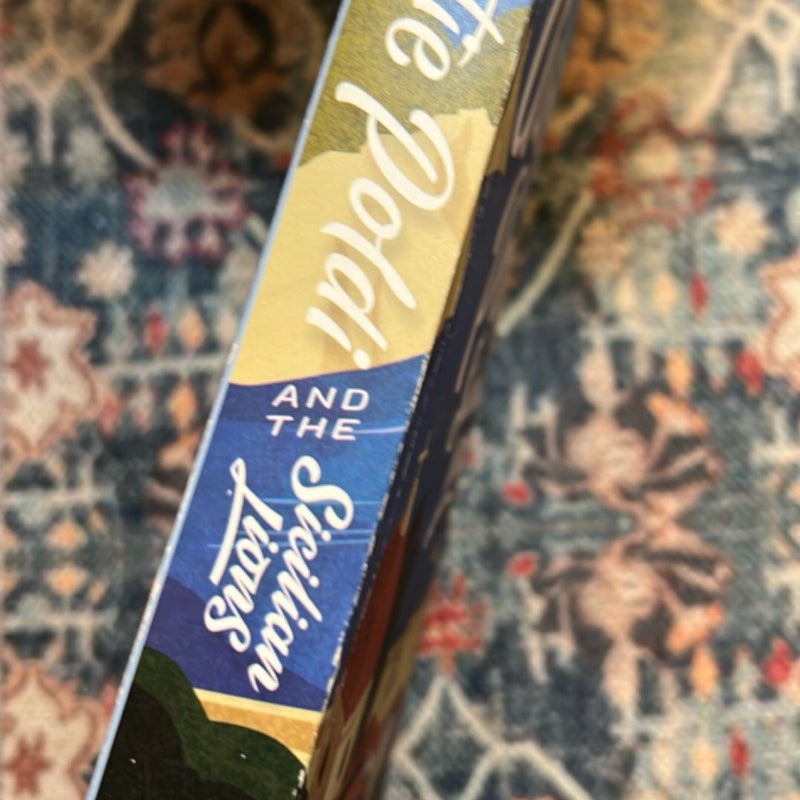 Poldi
AND
THE
Sicilian
Lions